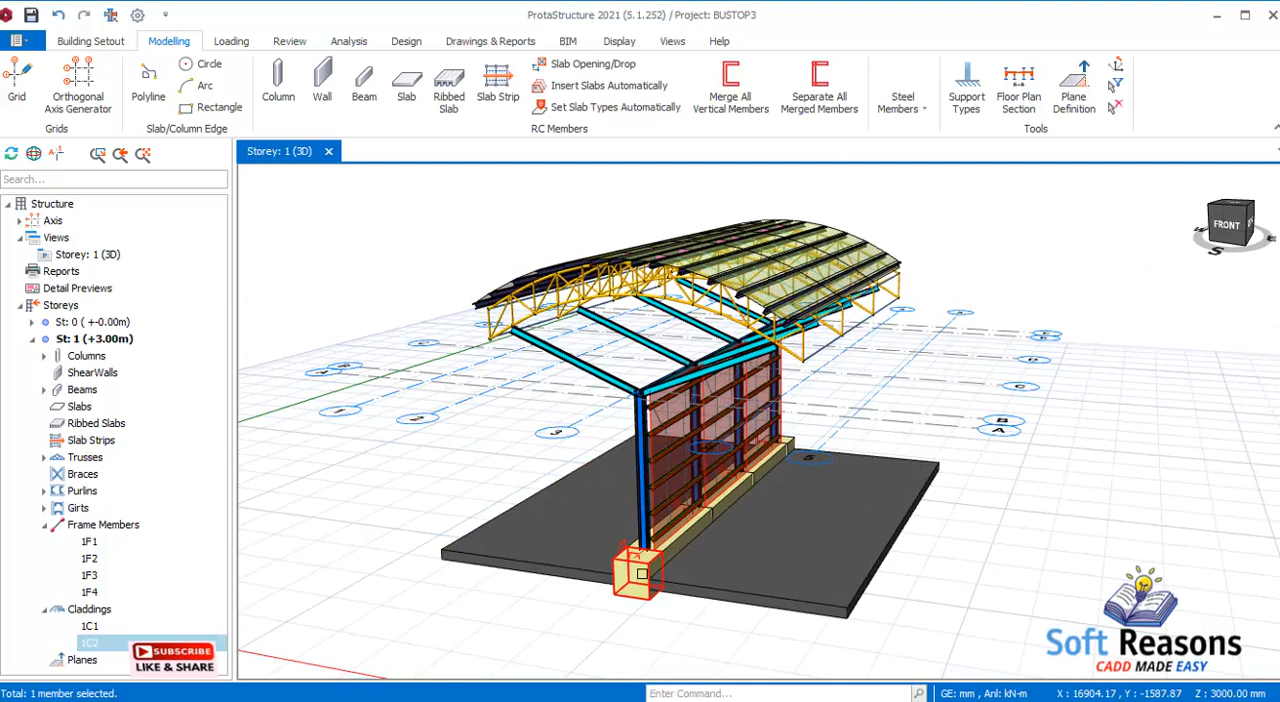 ProtaStructure 2021 (5.1.252) / Project: BUSTOP3
Building Setout
Modelling
Loading
Review
Analysis
Design
Drawings & Reports
BIM
Display
Views
Help
Grid
Orthogonal
Axis Generator
Grids
Polyline
Circle
Arc
Rectangle
Slab/Column Edge
Column
Wall
Beam
Slab
Ribbed
Slab
Slab Strip
Slab Opening/Drop
Insert Slabs Automatically
Set Slab Types Automatically
Merge All
Vertical Members
Separate All
Merged Members
RC Members
Steel
Members
Support
Types
Floor Plan
Section
Plane
Definition
Tools
Storey: 1 (3D)
Search...
Structure
Axis
Views
Storey: 1 (3D)
Reports
Detail Previews
Storeys
St: 0 ( +-0.00m)
St: 1 (+3.00m)
Columns
ShearWalls
Beams
Slabs
Ribbed Slabs
Slab Strips
Trusses
Braces
Purlins
Girts
Frame Members
1F1
1F2
1F3
1F4
Claddings
1C1
1C2
Planes
SUBSCRIBE
LIKE & SHARE
FRONT
S
1
2
3
5
C
B
A
Soft Reasons
CADD MADE EASY
Total: 1 member selected.
Enter Command...
GE: mm , Anl: kN-m
X : 16904.17 , Y : -1587.87
Z : 3000.00 mm